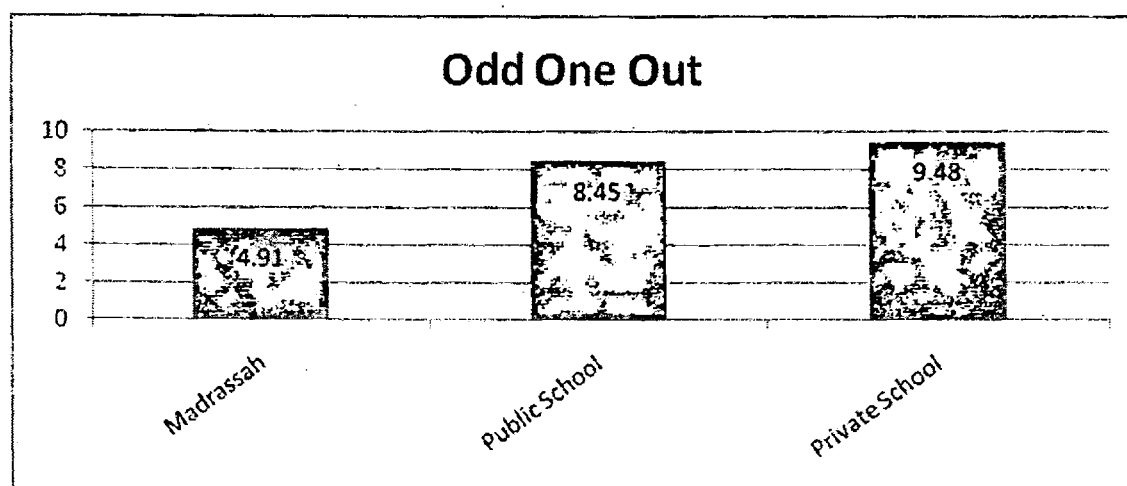 Odd One Out
10
8
6
4
2
0
4.91
8.45
9.48
Madrassah
Public School
Private School